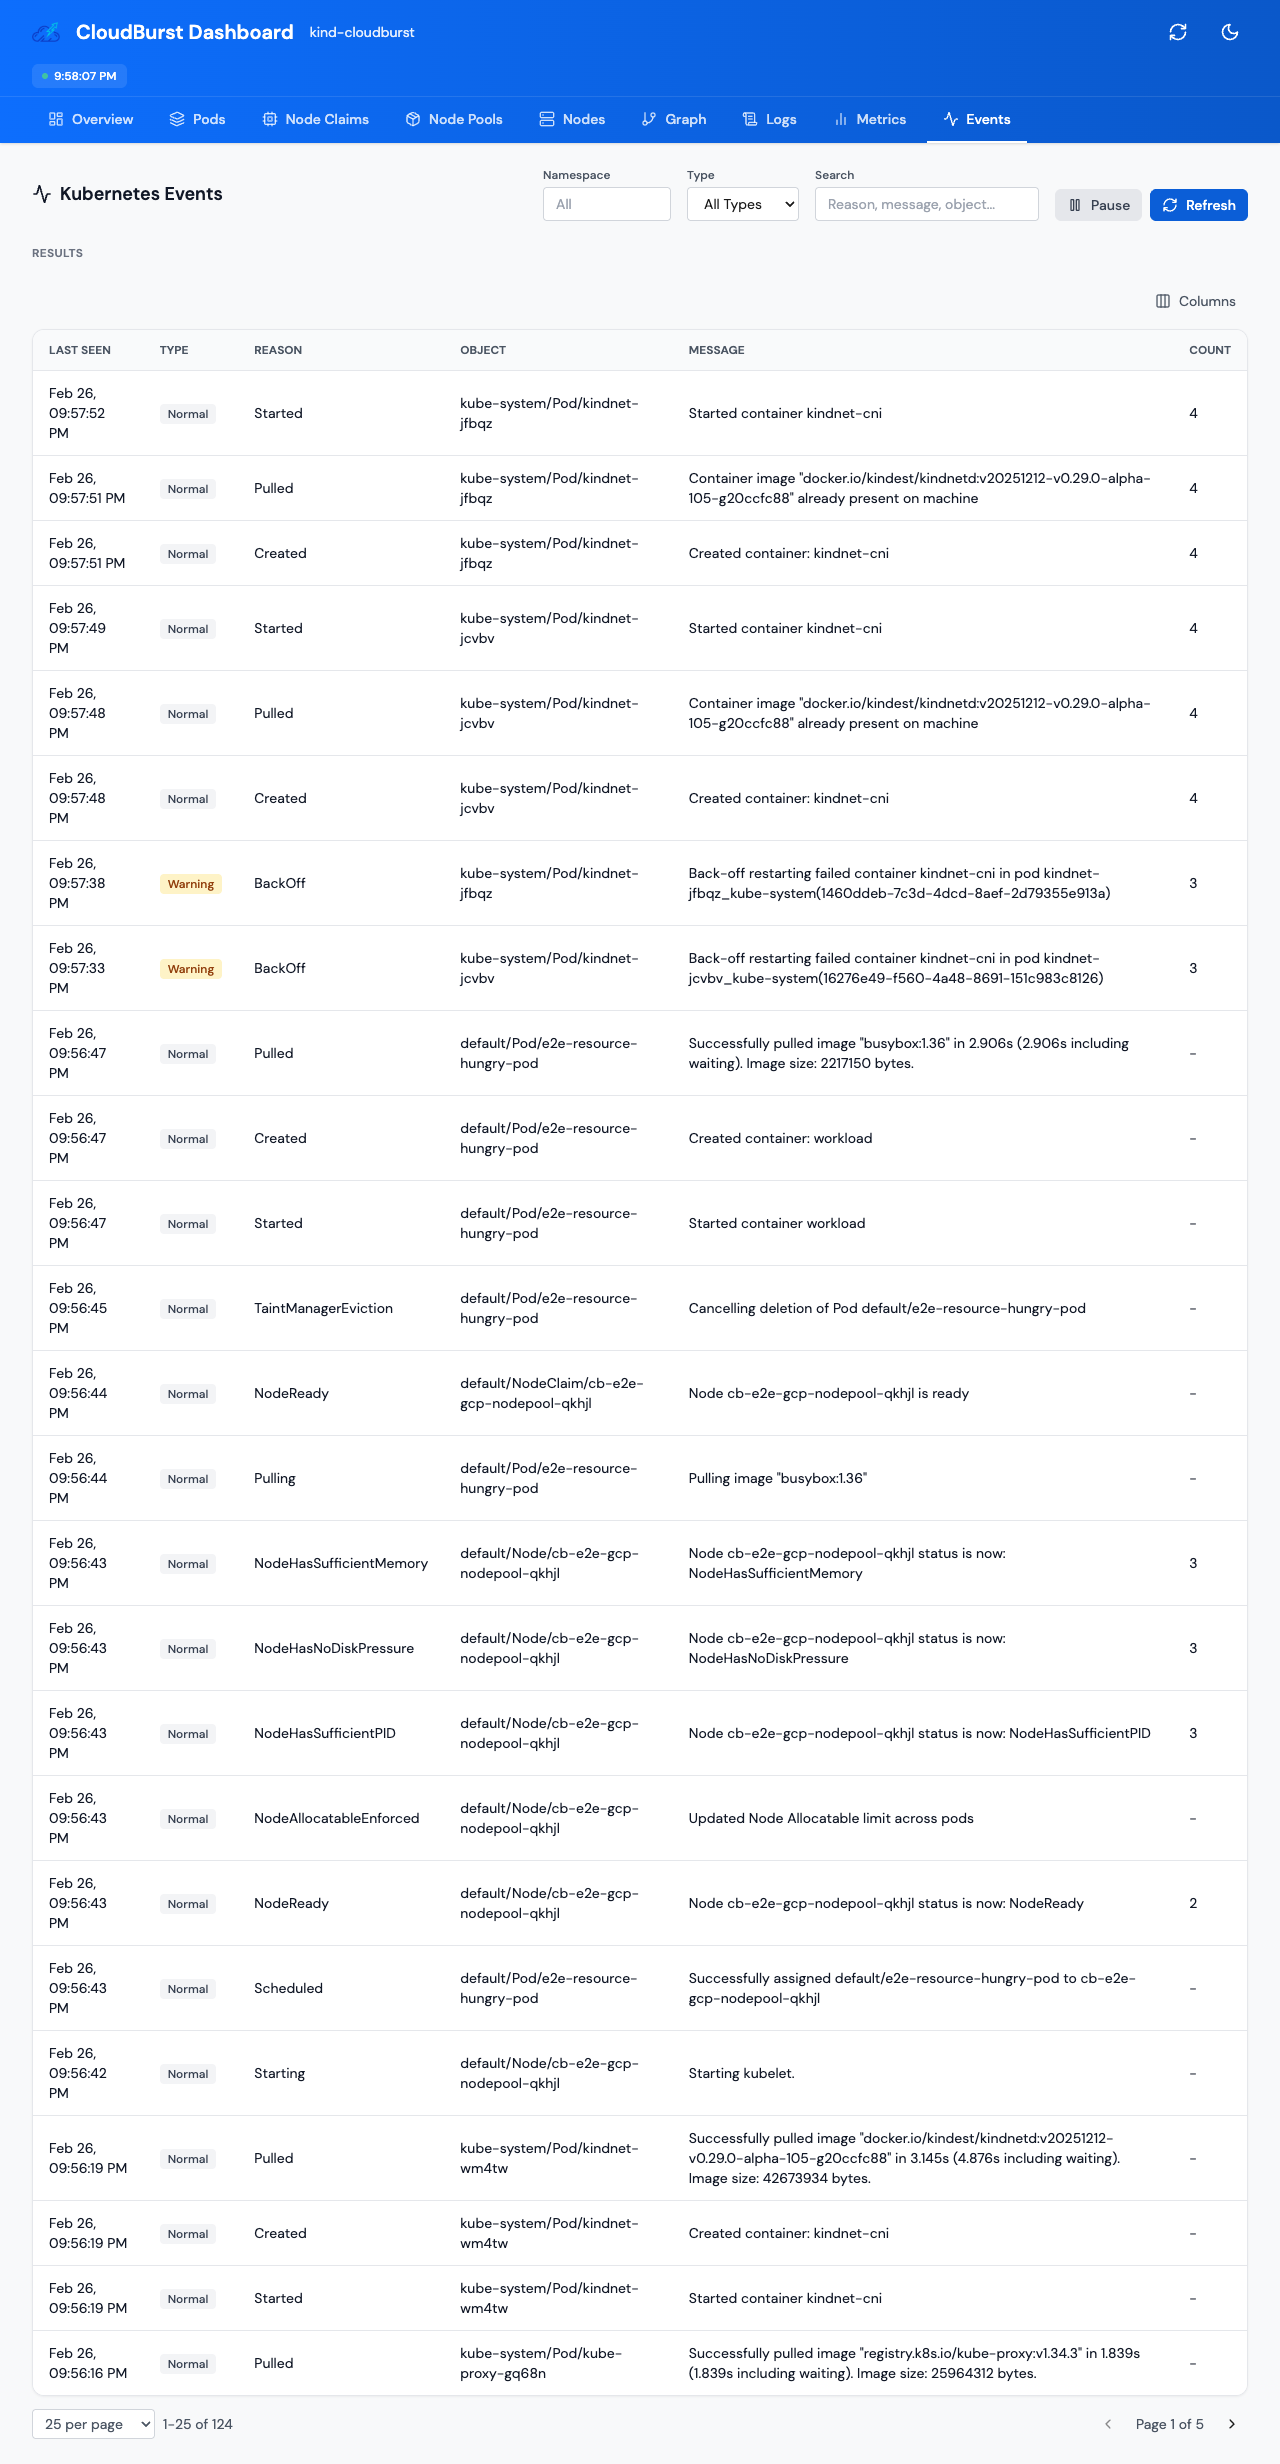 CloudBurst Dashboard kind-cloudburst
9:58:07 PM
Overview Pods Node Claims Node Pools Nodes Graph Logs Metrics Events
Kubernetes Events
Namespace
All
Type
All Types
Search
Reason, message, object...
Pause
Refresh
RESULTS
Columns
LAST SEEN TYPE REASON OBJECT MESSAGE COUNT
Feb 26,
09:57:52
PM
Normal
Started
kube-system/Pod/kindnet-
jfbqz
Started container kindnet-cni
4
Feb 26,
09:57:51 PM
Normal
Pulled
kube-system/Pod/kindnet-
jfbqz
Container image "docker.io/kindest/kindnetd:v20251212-v0.29.0-alpha-
105-g20ccfc88" already present on machine
4
Feb 26,
09:57:51 PM
Normal
Created
kube-system/Pod/kindnet-
jfbqz
Created container: kindnet-cni
4
Feb 26,
09:57:49
PM
Normal
Started
kube-system/Pod/kindnet-
jcvbv
Started container kindnet-cni
4
Feb 26,
09:57:48
PM
Normal
Pulled
kube-system/Pod/kindnet-
jcvbv
Container image "docker.io/kindest/kindnetd:v20251212-v0.29.0-alpha-
105-g20ccfc88" already present on machine
4
Feb 26,
09:57:48
PM
Normal
Created
kube-system/Pod/kindnet-
jcvbv
Created container: kindnet-cni
4
Feb 26,
09:57:38
PM
Warning
BackOff
kube-system/Pod/kindnet-
jfbqz
Back-off restarting failed container kindnet-cni in pod kindnet-
jfbqz_kube-system(1460ddeb-7c3d-4dcd-8aef-2d79355e913a)
3
Feb 26,
09:57:33
PM
Warning
BackOff
kube-system/Pod/kindnet-
jcvbv
Back-off restarting failed container kindnet-cni in pod kindnet-
jcvbv_kube-system(16276e49-f560-4a48-8691-151c983c8126)
3
Feb 26,
09:56:47
PM
Normal
Pulled
default/Pod/e2e-resource-
hungry-pod
Successfully pulled image "busybox:1.36" in 2.906s (2.906s including
waiting). Image size: 2217150 bytes.
-
Feb 26,
09:56:47
PM
Normal
Created
default/Pod/e2e-resource-
hungry-pod
Created container: workload
-
Feb 26,
09:56:47
PM
Normal
Started
default/Pod/e2e-resource-
hungry-pod
Started container workload
-
Feb 26,
09:56:45
PM
Normal
TaintManagerEviction
default/Pod/e2e-resource-
hungry-pod
Cancelling deletion of Pod default/e2e-resource-hungry-pod
-
Feb 26,
09:56:44
PM
Normal
NodeReady
default/NodeClaim/cb-e2e-
gcp-nodepool-qkhjl
Node cb-e2e-gcp-nodepool-qkhjl is ready
-
Feb 26,
09:56:44
PM
Normal
Pulling
default/Pod/e2e-resource-
hungry-pod
Pulling image "busybox:1.36"
-
Feb 26,
09:56:43
PM
Normal
NodeHasSufficientMemory
default/Node/cb-e2e-gcp-
nodepool-qkhjl
Node cb-e2e-gcp-nodepool-qkhjl status is now:
NodeHasSufficientMemory
3
Feb 26,
09:56:43
PM
Normal
NodeHasNoDiskPressure
default/Node/cb-e2e-gcp-
nodepool-qkhjl
Node cb-e2e-gcp-nodepool-qkhjl status is now:
NodeHasNoDiskPressure
3
Feb 26,
09:56:43
PM
Normal
NodeHasSufficientPID
default/Node/cb-e2e-gcp-
nodepool-qkhjl
Node cb-e2e-gcp-nodepool-qkhjl status is now: NodeHasSufficientPID
3
Feb 26,
09:56:43
PM
Normal
NodeAllocatableEnforced
default/Node/cb-e2e-gcp-
nodepool-qkhjl
Updated Node Allocatable limit across pods
-
Feb 26,
09:56:43
PM
Normal
NodeReady
default/Node/cb-e2e-gcp-
nodepool-qkhjl
Node cb-e2e-gcp-nodepool-qkhjl status is now: NodeReady
2
Feb 26,
09:56:43
PM
Normal
Scheduled
default/Pod/e2e-resource-
hungry-pod
Successfully assigned default/e2e-resource-hungry-pod to cb-e2e-
gcp-nodepool-qkhjl
-
Feb 26,
09:56:42
PM
Normal
Starting
default/Node/cb-e2e-gcp-
nodepool-qkhjl
Starting kubelet.
-
Feb 26,
09:56:19 PM
Normal
Pulled
kube-system/Pod/kindnet-
wm4tw
Successfully pulled image "docker.io/kindest/kindnetd:v20251212-
v0.29.0-alpha-105-g20ccfc88" in 3.145s (4.876s including waiting).
Image size: 42673934 bytes.
-
Feb 26,
09:56:19 PM
Normal
Created
kube-system/Pod/kindnet-
wm4tw
Created container: kindnet-cni
-
Feb 26,
09:56:19 PM
Normal
Started
kube-system/Pod/kindnet-
wm4tw
Started container kindnet-cni
-
Feb 26,
09:56:16 PM
Normal
Pulled
kube-system/Pod/kube-
proxy-gq68n
Successfully pulled image "registry.k8s.io/kube-proxy:v1.34.3" in 1.839s
(1.839s including waiting). Image size: 25964312 bytes.
-
25 per page 1-25 of 124 Page 1 of 5